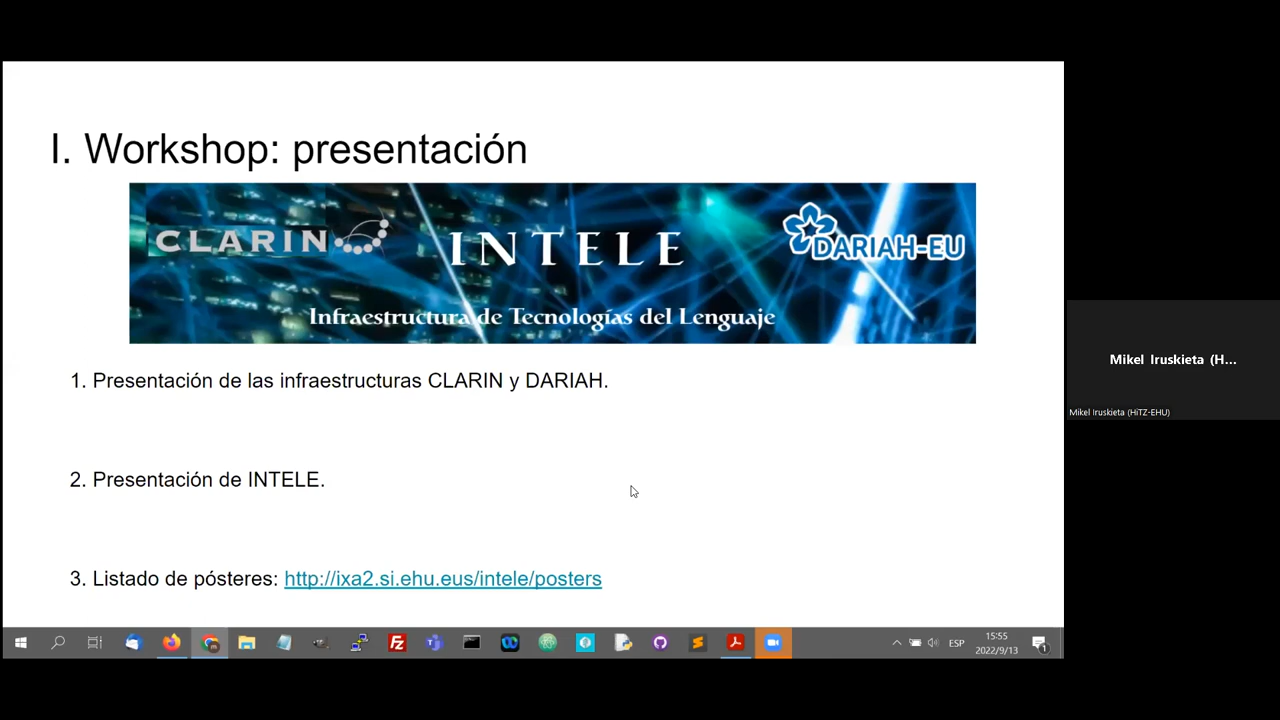 I. Workshop: presentación
CLARIN
INTELE
DARIAH-EU
Infraestructura de Tecnologías del Lenguaje
1. Presentación de las infraestructuras CLARIN y DARIAH.
2. Presentación de INTELE.
3. Listado de pósteres: http://ixa2.si.ehu.eus/intele/posters
Mikel Iruskieta (H...
Mikel Iruskieta (HiTZ-EHU)
ESP
15:55
2022/9/13
1